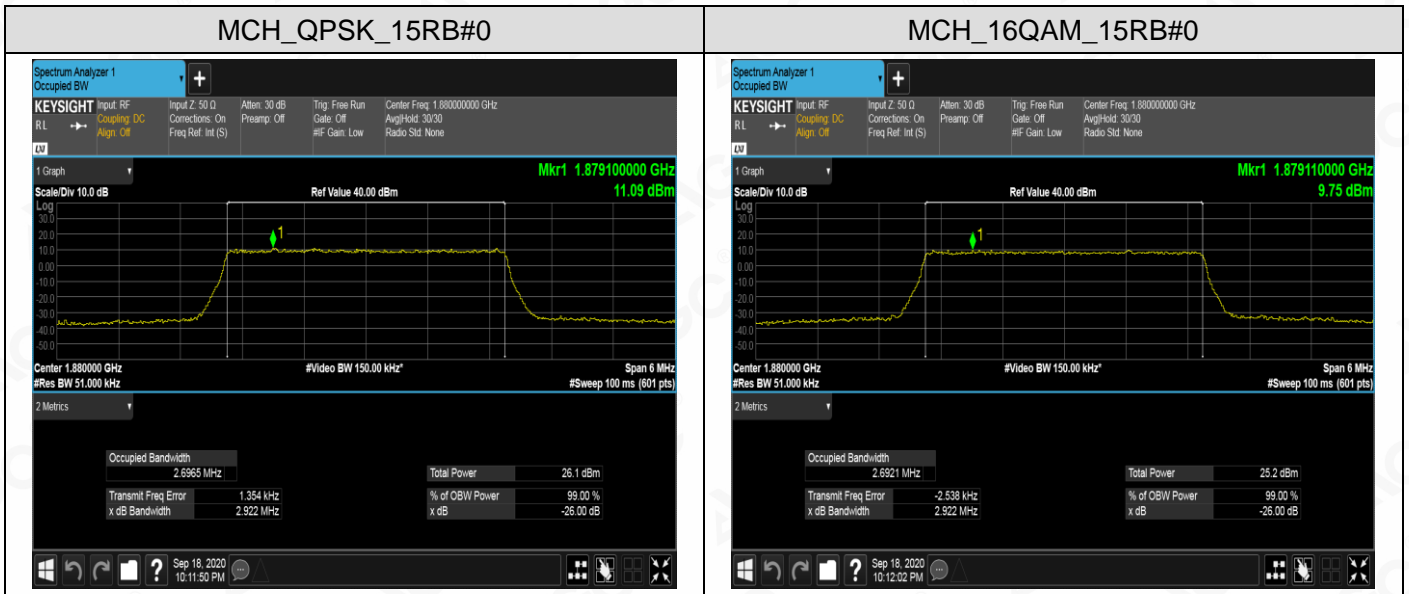 MCH_QPSK_15RB#0
Spectrum Analyzer 1
Occupied BW
+
KEYSIGHT
RL
LXI
Input: RF
Coupling: DC
Align: Off
Input Z: 50 Ω
Corrections: On
Freq Ref: Int (S)
Atten: 30 dB
Preamp: Off
Trig: Free Run
Gate: Off
#IF Gain: Low
Center Freq: 1.880000000 GHz
Avg|Hold: 30/30
Radio Std: None
1 Graph
Mkr1 1.879100000 GHz
11.09 dBm
Scale/Div 10.0 dB
Ref Value 40.00 dBm
Log
30.0
20.0
10.0
0.00
-10.0
-20.0
-30.0
-40.0
-50.0
1
Center 1.880000 GHz
#Video BW 150.00 kHz*
Span 6 MHz
#Res BW 51.000 kHz
#Sweep 100 ms (601 pts)
2 Metrics
Occupied Bandwidth
2.6965 MHz
Total Power 26.1 dBm
Transmit Freq Error 1.354 kHz
% of OBW Power 99.00 %
x dB Bandwidth 2.922 MHz
x dB -26.00 dB
?
Sep 18, 2020
10:11:50 PM
MCH_16QAM_15RB#0
Spectrum Analyzer 1
Occupied BW
+
KEYSIGHT
RL
LXI
Input: RF
Coupling: DC
Align: Off
Input Z: 50 Ω
Corrections: On
Freq Ref: Int (S)
Atten: 30 dB
Preamp: Off
Trig: Free Run
Gate: Off
#IF Gain: Low
Center Freq: 1.880000000 GHz
Avg|Hold: 30/30
Radio Std: None
1 Graph
Mkr1 1.879110000 GHz
9.75 dBm
Scale/Div 10.0 dB
Ref Value 40.00 dBm
Log
30.0
20.0
10.0
0.00
-10.0
-20.0
-30.0
-40.0
-50.0
1
Center 1.880000 GHz
#Video BW 150.00 kHz*
Span 6 MHz
#Res BW 51.000 kHz
#Sweep 100 ms (601 pts)
2 Metrics
Occupied Bandwidth
2.6921 MHz
Total Power 25.2 dBm
Transmit Freq Error -2.538 kHz
% of OBW Power 99.00 %
x dB Bandwidth 2.922 MHz
x dB -26.00 dB
?
Sep 18, 2020
10:12:02 PM